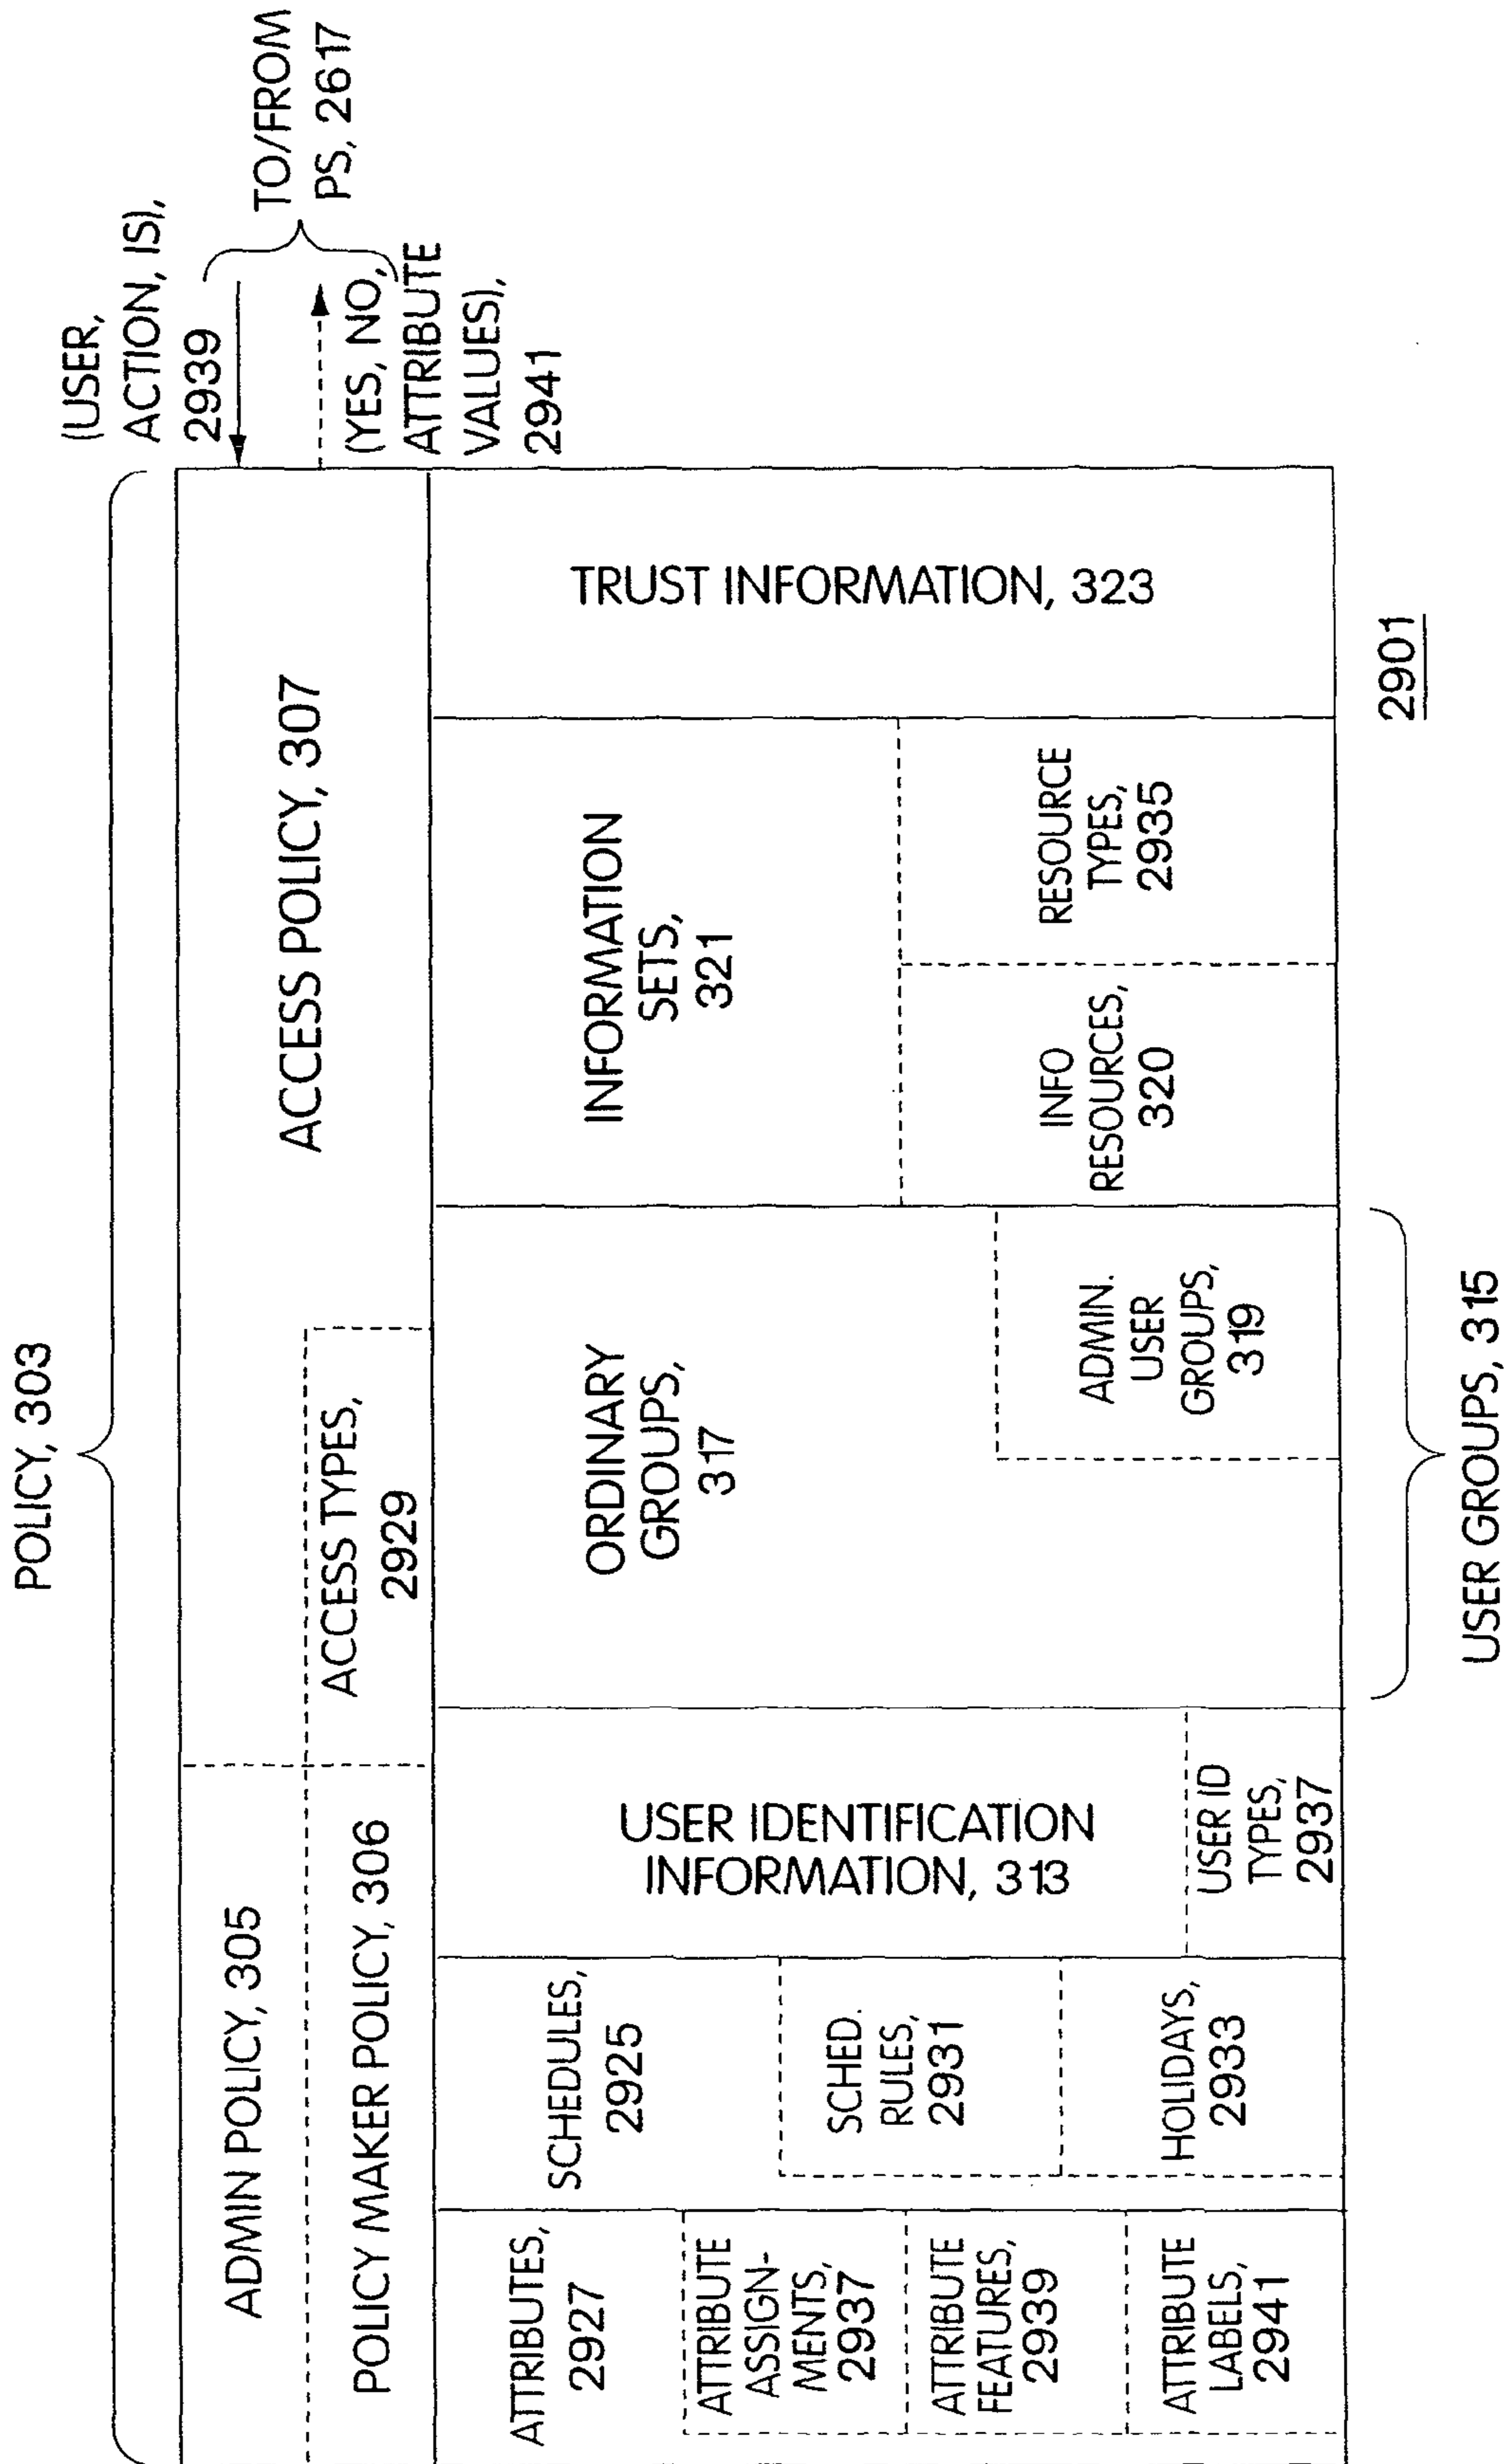 POLICY, 303
(USER,
ACTION, IS),
2939
TO/FROM
PS, 2617
(YES, NO,
ATTRIBUTE
VALUES),
2941
ADMIN POLICY, 305
POLICY MAKER POLICY, 306
ACCESS TYPES,
2929
ACCESS POLICY, 307
ATTRIBUTES,
2927
ATTRIBUTE
ASSIGN-
MENTS,
2937
ATTRIBUTE
FEATURES,
2939
ATTRIBUTE
LABELS,
2941
SCHEDULES,
2925
SCHED.
RULES,
2931
HOLIDAYS,
2933
USER IDENTIFICATION
INFORMATION, 313
USER ID
TYPES,
2937
ORDINARY
GROUPS,
317
ADMIN.
USER
GROUPS,
319
INFORMATION
SETS,
321
INFO
RESOURCES,
320
RESOURCE
TYPES,
2935
TRUST INFORMATION, 323
USER GROUPS, 315
2901